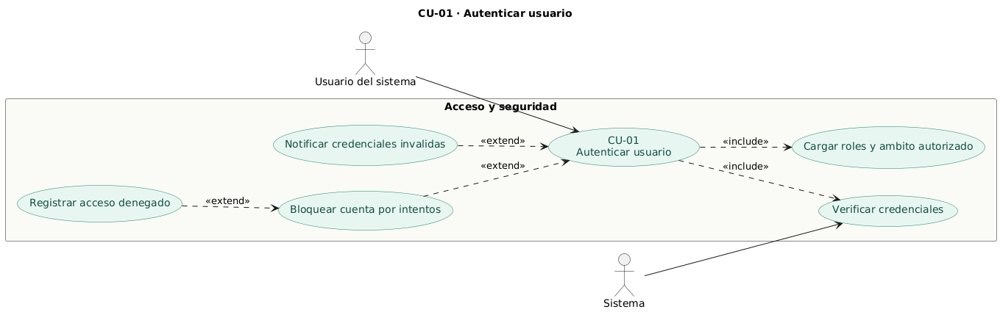 CU-01 · Autenticar usuario
Usuario del sistema
Acceso y seguridad
Notificar credenciales invalidas
«extend»
CU-01
Autenticar usuario
«include»
Cargar roles y ambito autorizado
«extend»
«include»
Registrar acceso denegado
«extend»
Bloquear cuenta por intentos
Verificar credenciales
Sistema